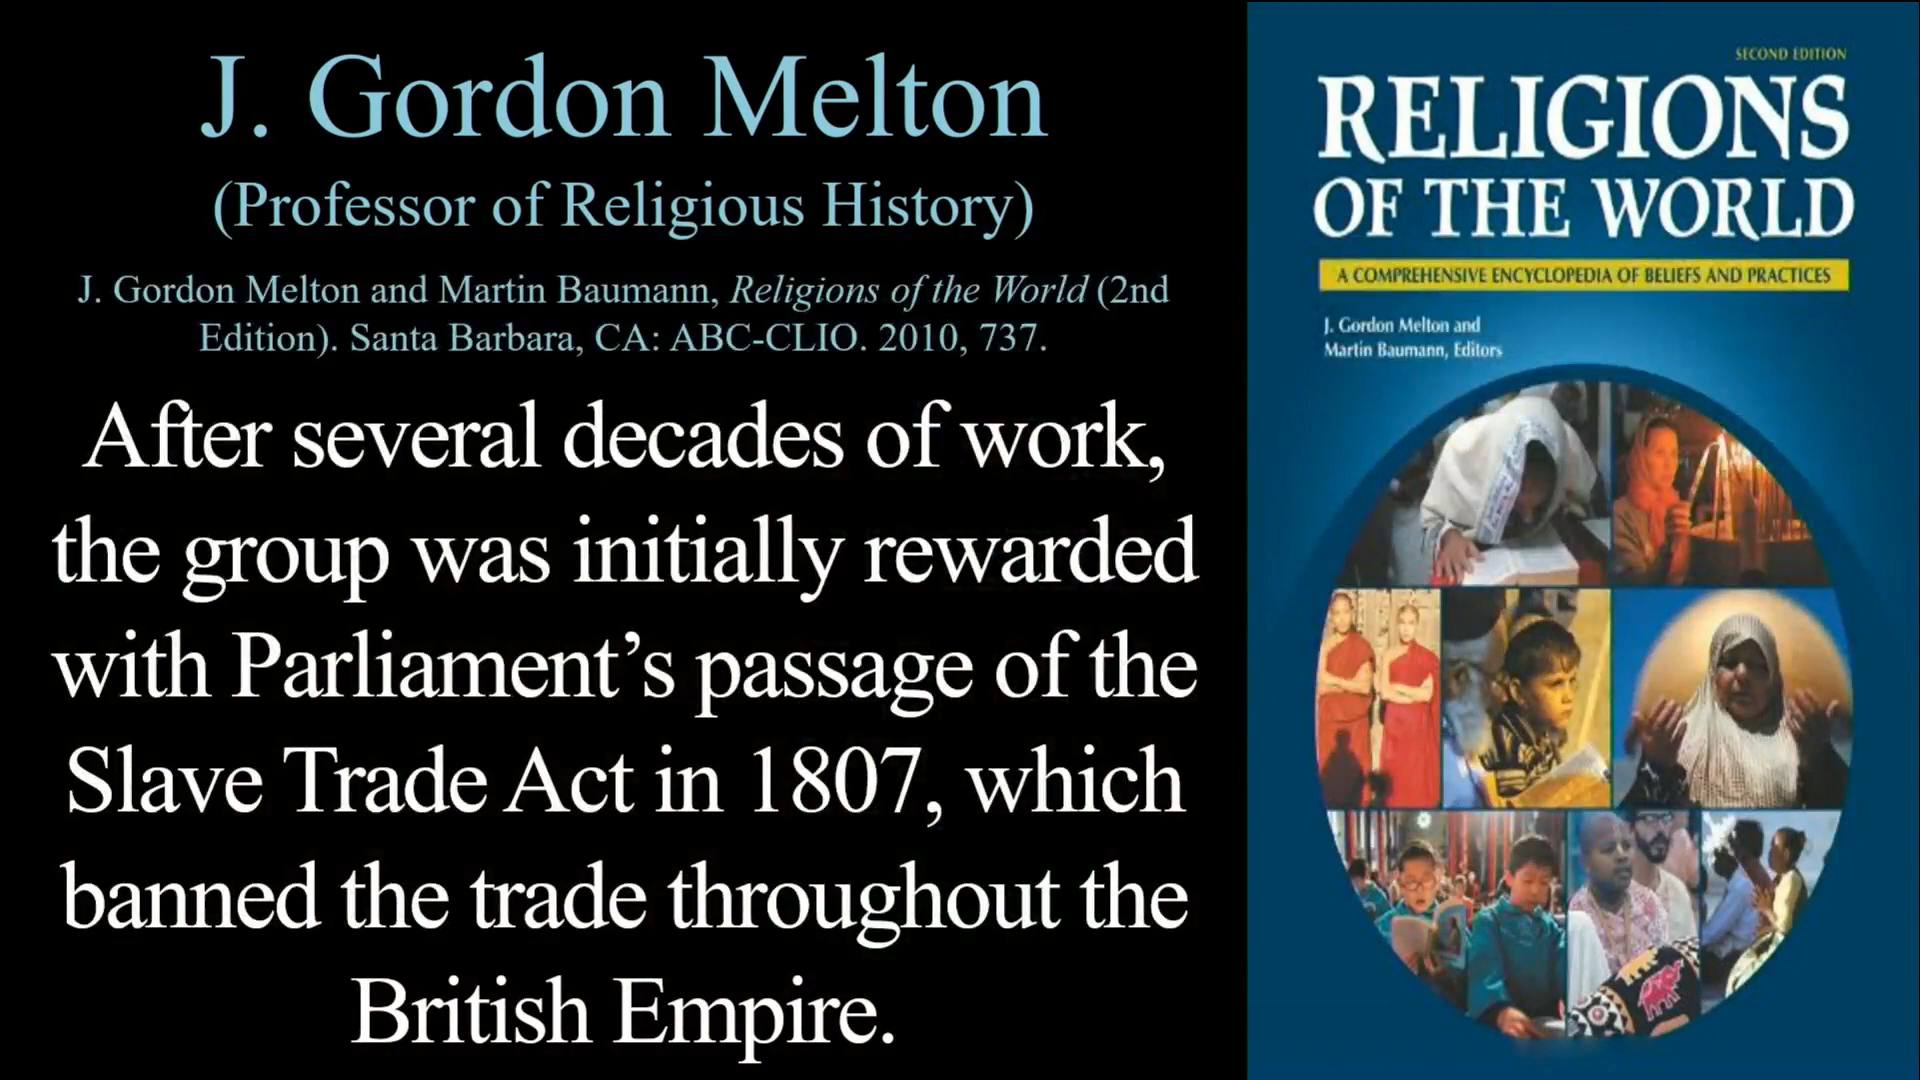 J. Gordon Melton
(Professor of Religious History)
J. Gordon Melton and Martin Baumann, Religions of the World (2nd
Edition). Santa Barbara, CA: ABC-CLIO. 2010, 737.
After several decades of work,
the group was initially rewarded
with Parliament’s passage of the
Slave Trade Act in 1807, which
banned the trade throughout the
British Empire.
SECOND EDITION
RELIGIONS
OF THE WORLD
A COMPREHENSIVE ENCYCLOPEDIA OF BELIEFS AND PRACTICES
J. Gordon Melton and
Martin Baumann, Editors